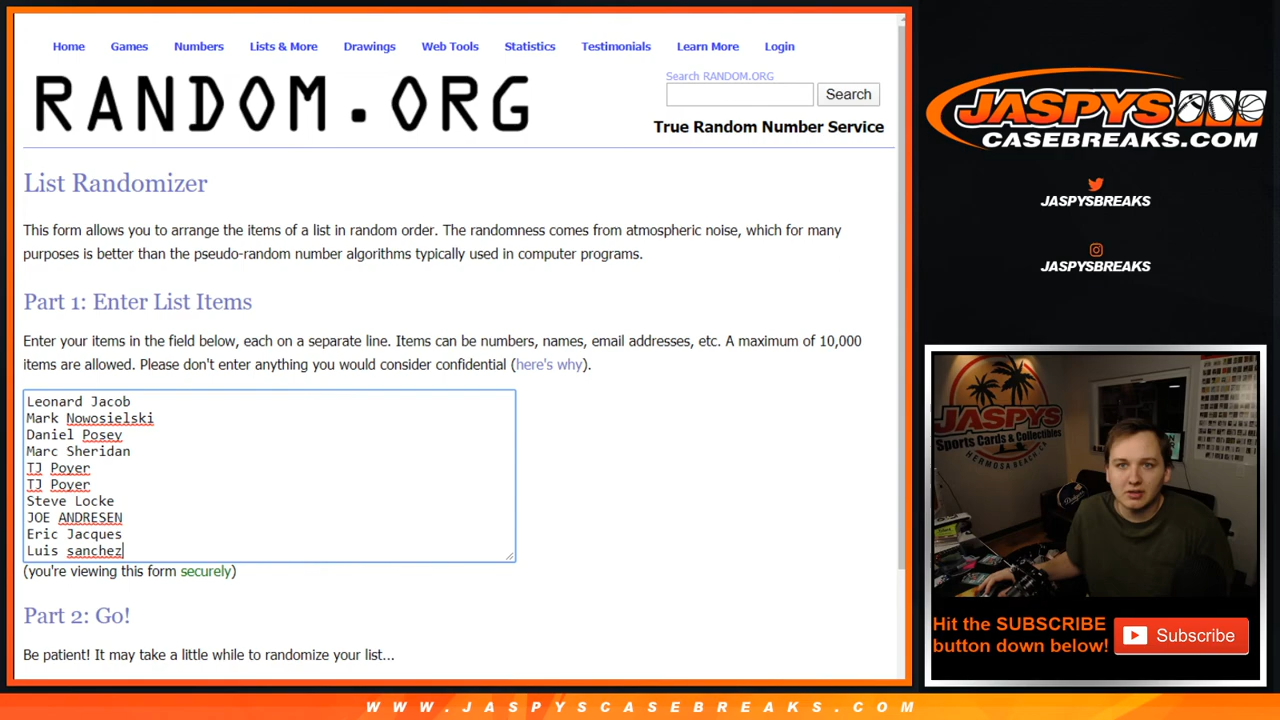 Home Games Numbers Lists & More Drawings Web Tools Statistics Testimonials Learn More Login
RANDOM.ORG
Search RANDOM.ORG
Search
True Random Number Service
List Randomizer
This form allows you to arrange the items of a list in random order. The randomness comes from atmospheric noise, which for many
purposes is better than the pseudo-random number algorithms typically used in computer programs.
Part 1: Enter List Items
Enter your items in the field below, each on a separate line. Items can be numbers, names, email addresses, etc. A maximum of 10,000
items are allowed. Please don't enter anything you would consider confidential (here's why).
Leonard Jacob
Mark Nowosielski
Daniel Posey
Marc Sheridan
TJ Poyer
TJ Poyer
Steve Locke
JOE ANDRESEN
Eric Jacques
Luis sanchez
(you're viewing this form securely)
Part 2: Go!
Be patient! It may take a little while to randomize your list...
JASPYS
CASEBREAKS.COM
JASPYSBREAKS
JASPYSBREAKS
JASPYS
Sports Cards & Collectibles
HERMOSA BEACH, CA
Dodgers
Hit the SUBSCRIBE
button down below!
Subscribe
WWW.JASPYSCASEBREAKS.COM